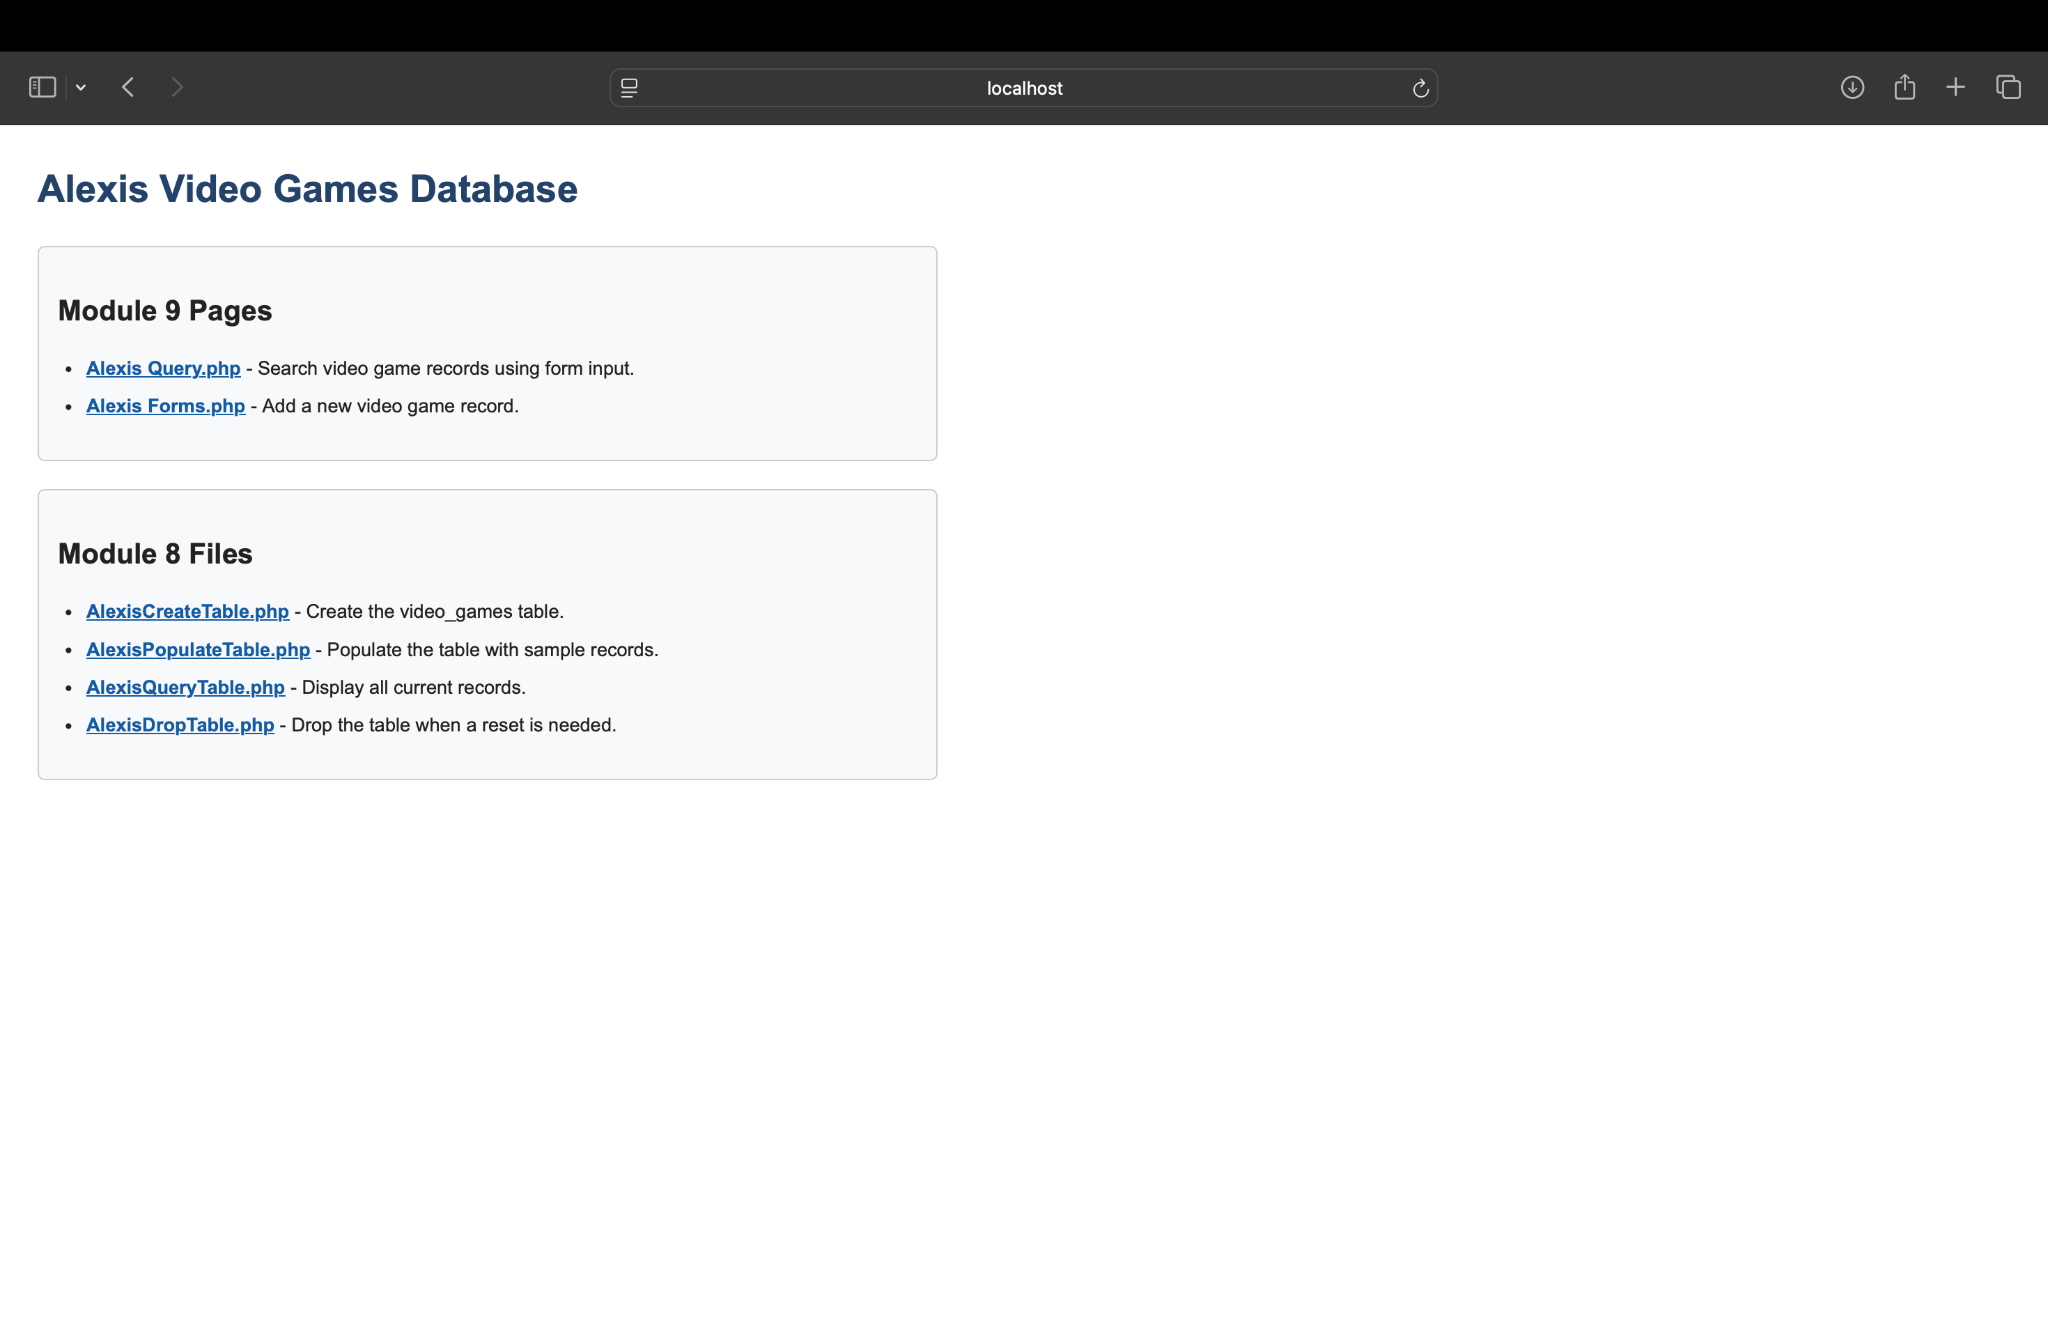 localhost
Alexis Video Games Database
Module 9 Pages
Alexis Query.php - Search video game records using form input.
Alexis Forms.php - Add a new video game record.
Module 8 Files
AlexisCreateTable.php - Create the video_games table.
AlexisPopulateTable.php - Populate the table with sample records.
AlexisQueryTable.php - Display all current records.
AlexisDropTable.php - Drop the table when a reset is needed.